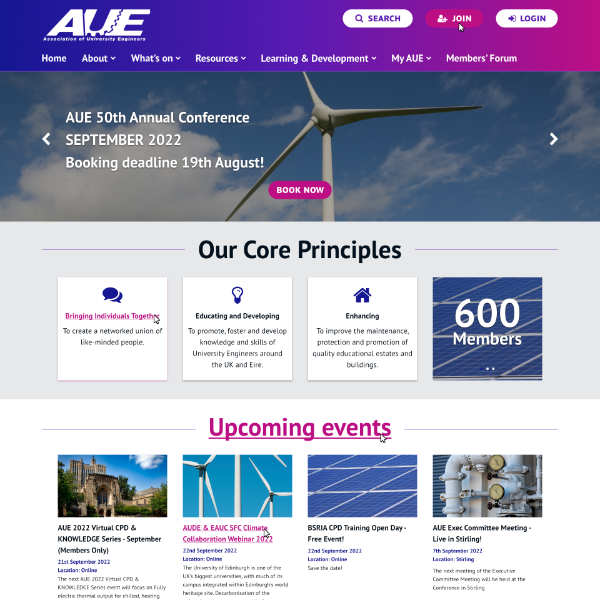 AUE
Association of University Engineers
SEARCH
JOIN
LOGIN
Home
About
What's on
Resources
Learning & Development
My AUE
Members' Forum
AUE 50th Annual Conference
SEPTEMBER 2022
Booking deadline 19th August!
BOOK NOW
Our Core Principles
Bringing Individuals Together
To create a networked union of
like-minded people.
Educating and Developing
To promote, foster and develop
knowledge and skills of
University Engineers around
the UK and Eire.
Enhancing
To improve the maintenance,
protection and promotion of
quality educational estates and
buildings.
600
Members
Upcoming events
AUE 2022 Virtual CPD &
KNOWLEDGE Series - September
(Members Only)
21st September 2022
Location: Online
The next AUE 2022 Virtual CPD &
KNOWLEDGE Series event will focus on Fully
electric thermal output for chilled, heating
AUDE & EAUC SFC Climate
Collaboration Webinar 2022
22nd September 2022
Location: Online
The University of Edinburgh is one of the
UK's biggest universities, with much of its
campus integrated within Edinburgh's world
heritage site. Decarbonisation of the
BSRIA CPD Training Open Day -
Free Event!
22nd September 2022
Location: Online
Save the date!
AUE Exec Committee Meeting -
Live in Stirling!
7th September 2022
Location: Stirling
The next meeting of the Executive
Committee Meeting will be held at the
Conference in Stirling